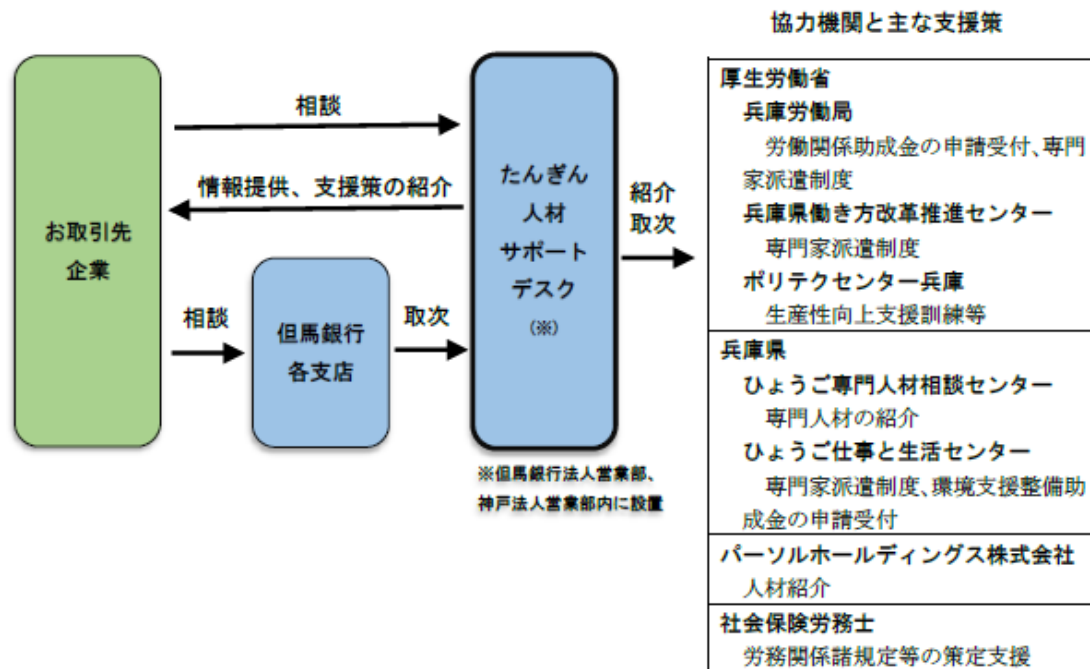 協力機関と主な支援策
お取引先
企業
相談
情報提供、支援策の紹介
相談
但馬銀行
各支店
取次
たんぎん
人材
サポート
デスク
(※)
※但馬銀行法人営業部、
神戸法人営業部内に設置
紹介
取次
厚生労働省
兵庫労働局
労働関係助成金の申請受付、専門
家派遣制度
兵庫県働き方改革推進センター
専門家派遣制度
ポリテクセンター兵庫
生産性向上支援訓練等
兵庫県
ひょうご専門人材相談センター
専門人材の紹介
ひょうご仕事と生活センター
専門家派遣制度、環境支援整備助
成金の申請受付
パーソルホールディングス株式会社
人材紹介
社会保険労務士
労務関係諸規定等の策定支援